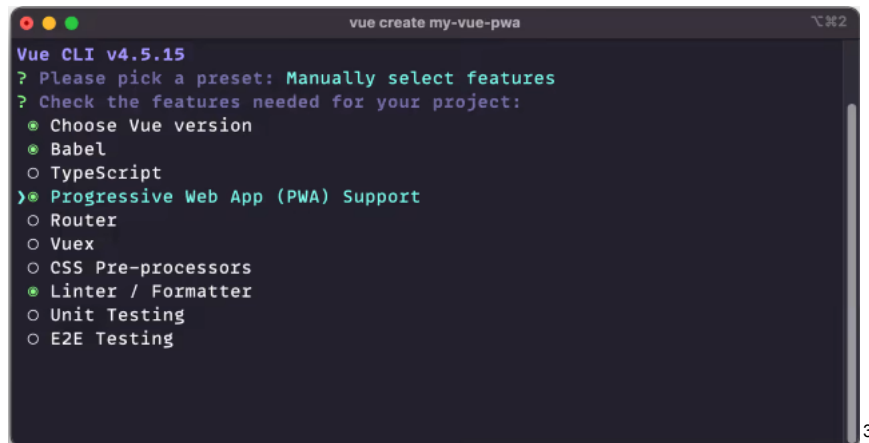 vue create my-vue-pwa
⌥⌘2
Vue CLI v4.5.15
? Please pick a preset: Manually select features
? Check the features needed for your project:
◉ Choose Vue version
◉ Babel
○ TypeScript
❯◉ Progressive Web App (PWA) Support
○ Router
○ Vuex
○ CSS Pre-processors
◉ Linter / Formatter
○ Unit Testing
○ E2E Testing